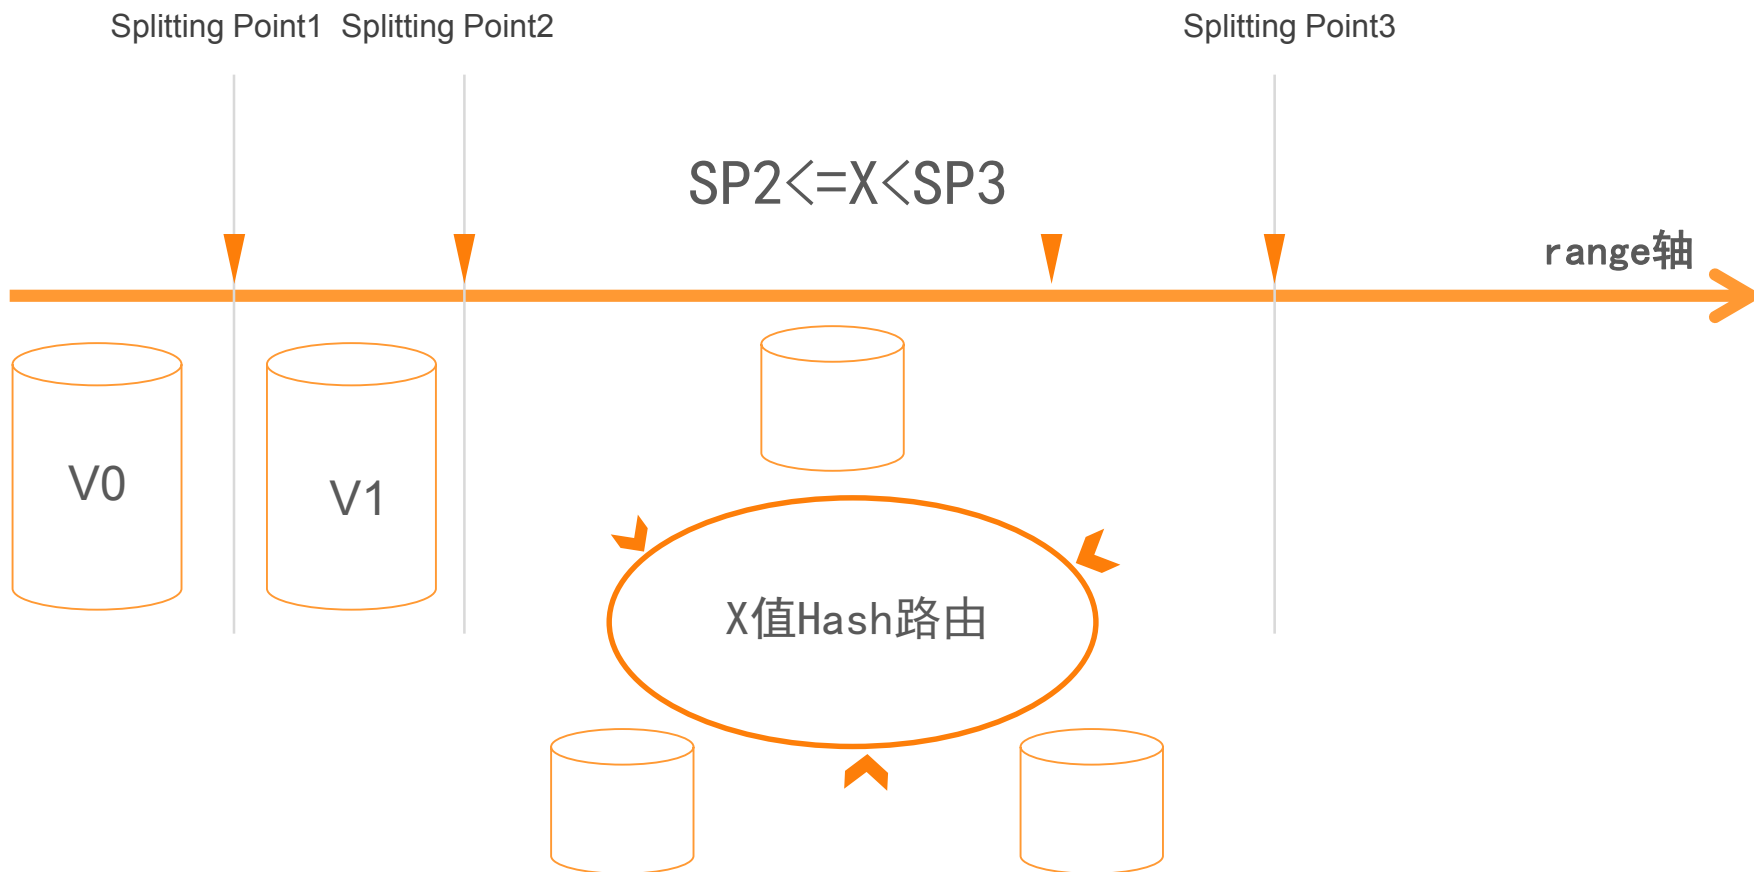 Splitting Point1 Splitting Point2 Splitting Point3
SP2<=X<SP3
range轴
V0
V1
X值Hash路由